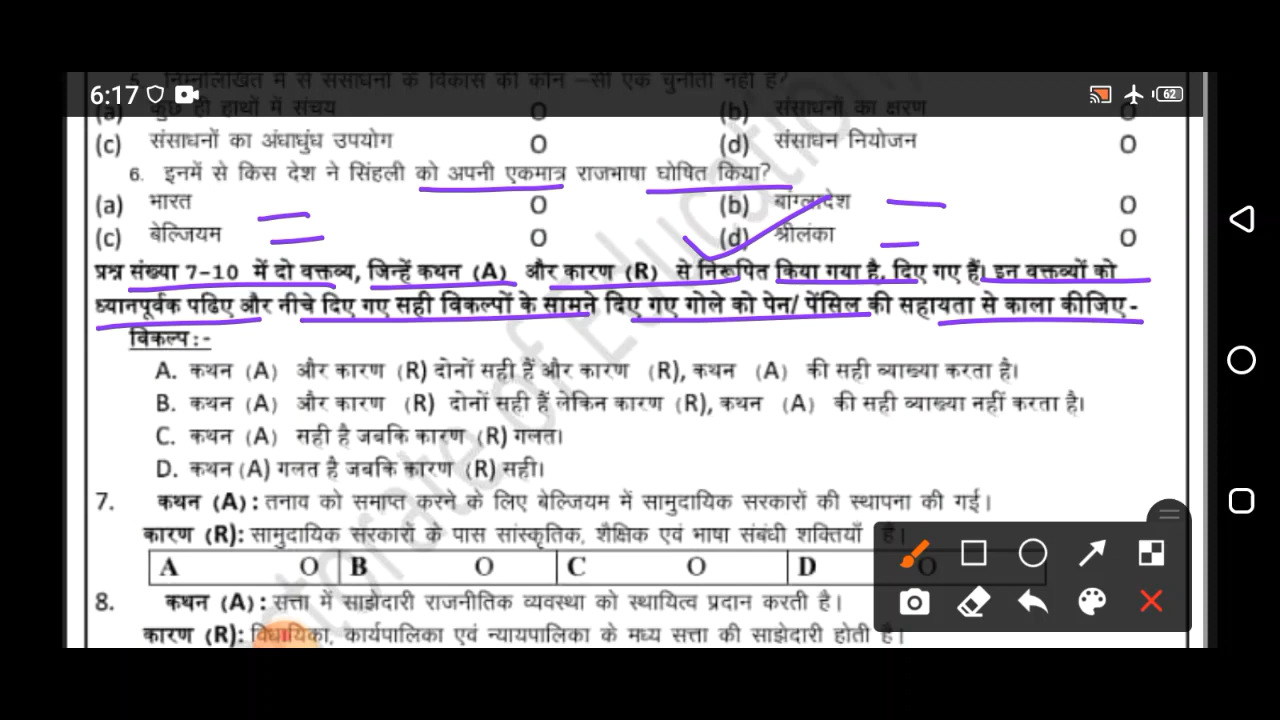 5. निम्नलिखित में से संसाधनों के विकास की कौन –सी एक चुनौती नहीं है?
6:17 62
(a) कुछ ही हाथों में संचय O (b) संसाधनों का क्षरण O
(c) संसाधनों का अंधाधुंध उपयोग O (d) संसाधन नियोजन O
6. इनमें से किस देश ने सिंहली को अपनी एकमात्र राजभाषा घोषित किया?
(a) भारत O (b) बांग्लादेश O
(c) बेल्जियम O (d) श्रीलंका O
प्रश्न संख्या 7-10 में दो वक्तव्य, जिन्हें कथन (A) और कारण (R) से निरूपित किया गया है, दिए गए हैं। इन वक्तव्यों को
ध्यानपूर्वक पढिए और नीचे दिए गए सही विकल्पों के सामने दिए गए गोले को पेन/ पेंसिल की सहायता से काला कीजिए-
विकल्प :-
A. कथन (A) और कारण (R) दोनों सही हैं और कारण (R), कथन (A) की सही व्याख्या करता है।
B. कथन (A) और कारण (R) दोनों सही हैं लेकिन कारण (R), कथन (A) की सही व्याख्या नहीं करता है।
C. कथन (A) सही है जबकि कारण (R) गलत।
D. कथन (A) गलत है जबकि कारण (R) सही।
7. कथन (A) : तनाव को समाप्त करने के लिए बेल्जियम में सामुदायिक सरकारों की स्थापना की गई।
कारण (R): सामुदायिक सरकारों के पास सांस्कृतिक, शैक्षिक एवं भाषा संबंधी शक्तियाँ हैं।
A O B O C O D O
8. कथन (A) : सत्ता में साझेदारी राजनीतिक व्यवस्था को स्थायित्व प्रदान करती है।
कारण (R): विधायिका, कार्यपालिका एवं न्यायपालिका के मध्य सत्ता की साझेदारी होती है।